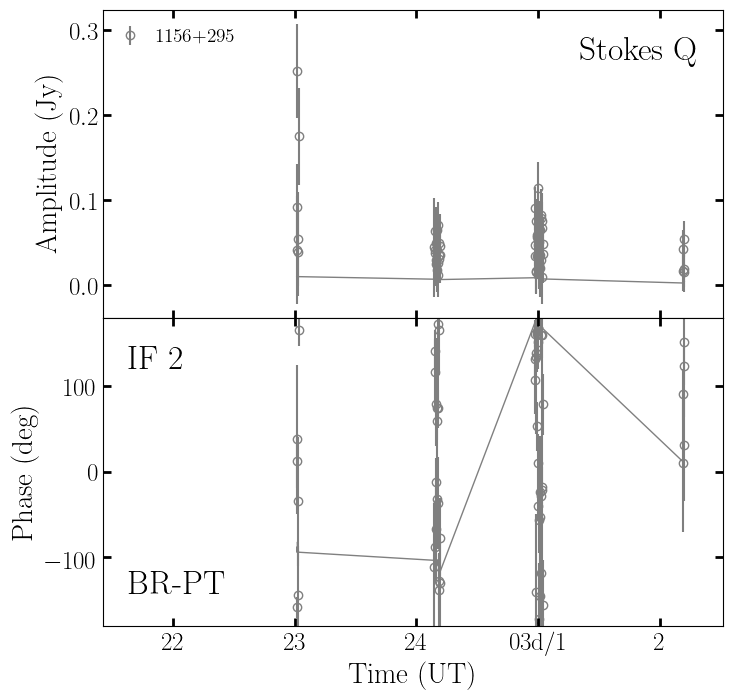 1156+295
Stokes Q
0.3
0.2
0.1
0.0
Amplitude (Jy)
IF 2
BR-PT
100
0
−100
Phase (deg)
22 23 24 03d/1 2
Time (UT)